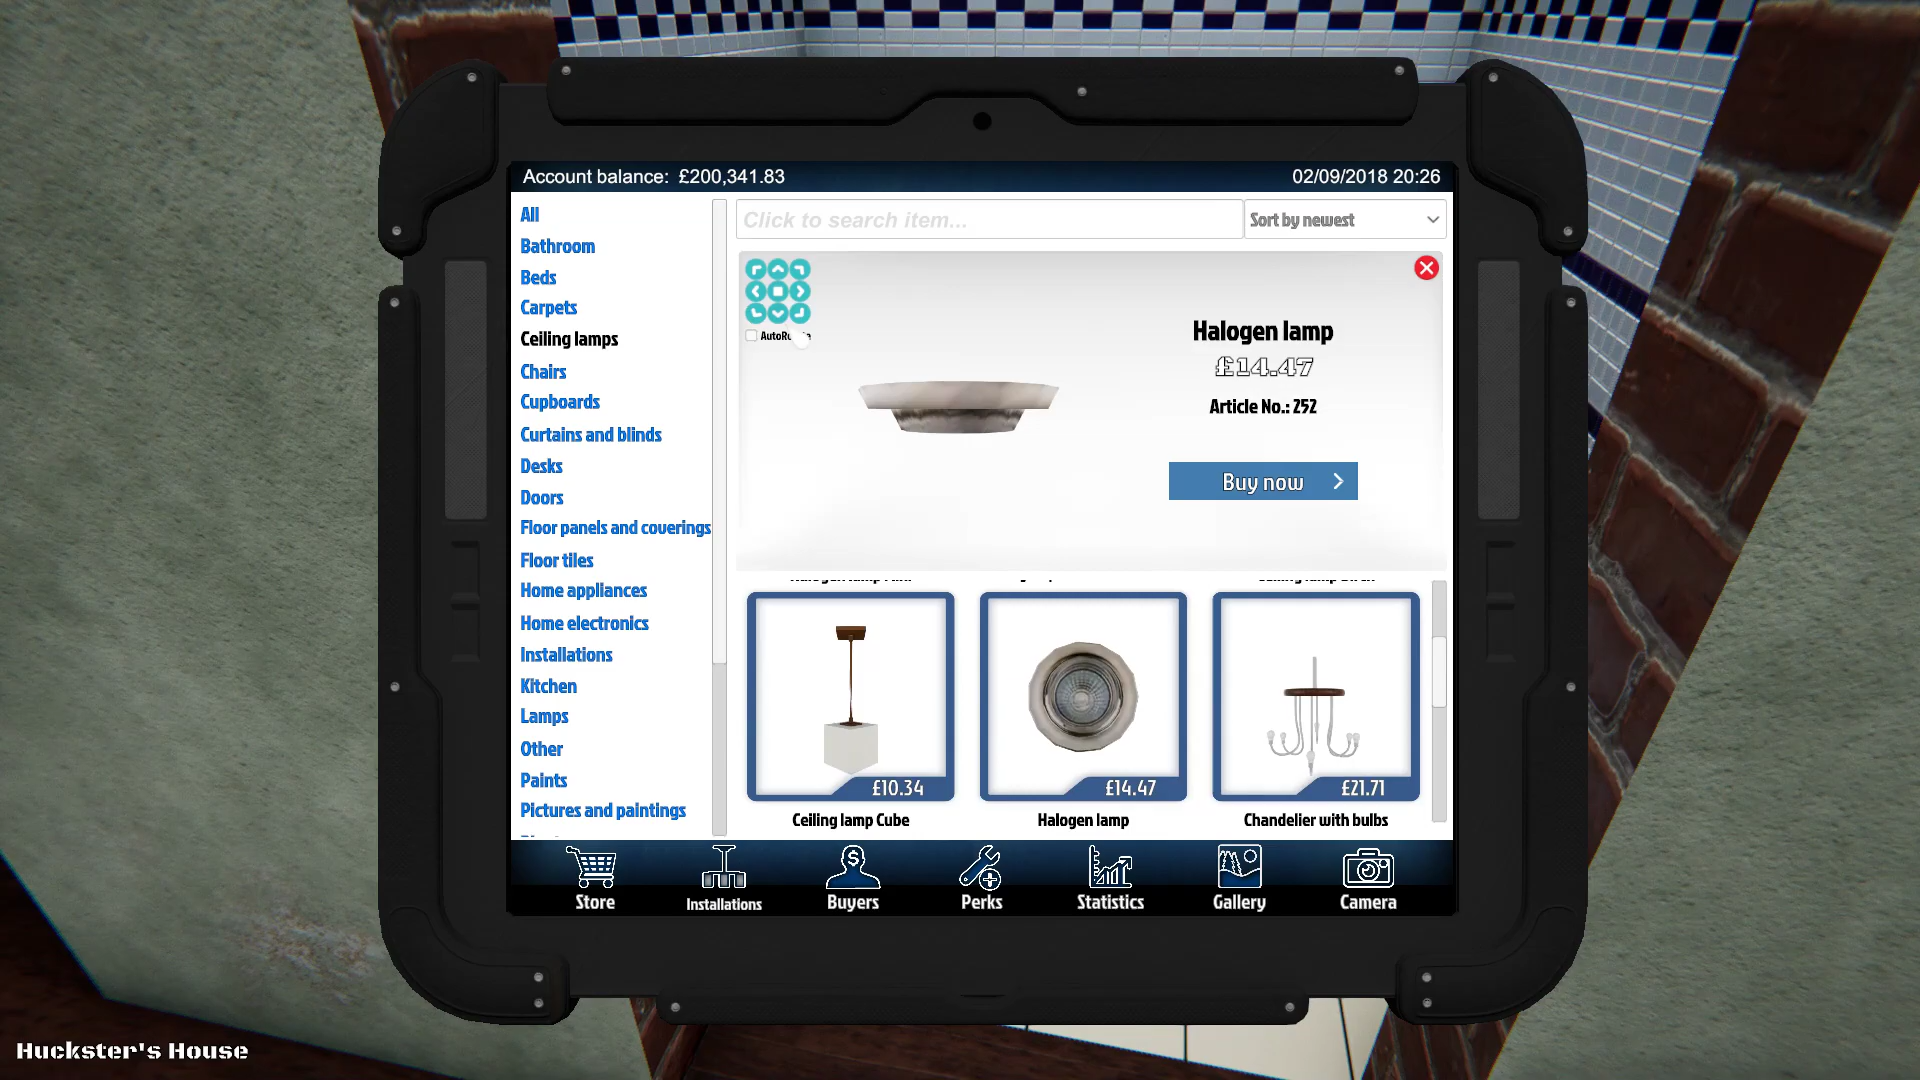 Account balance: £200,341.83
02/09/2018 20:26
All
Bathroom
Beds
Carpets
Ceiling lamps
Chairs
Cupboards
Curtains and blinds
Desks
Doors
Floor panels and coverings
Floor tiles
Home appliances
Home electronics
Installations
Kitchen
Lamps
Other
Paints
Pictures and paintings
Click to search item...
Sort by newest
Halogen lamp
£14.47
Article No.: 252
Buy now
£10.34
Ceiling lamp Cube
£14.47
Halogen lamp
£21.71
Chandelier with bulbs
Store
Installations
Buyers
Perks
Statistics
Gallery
Camera
Huckster's House